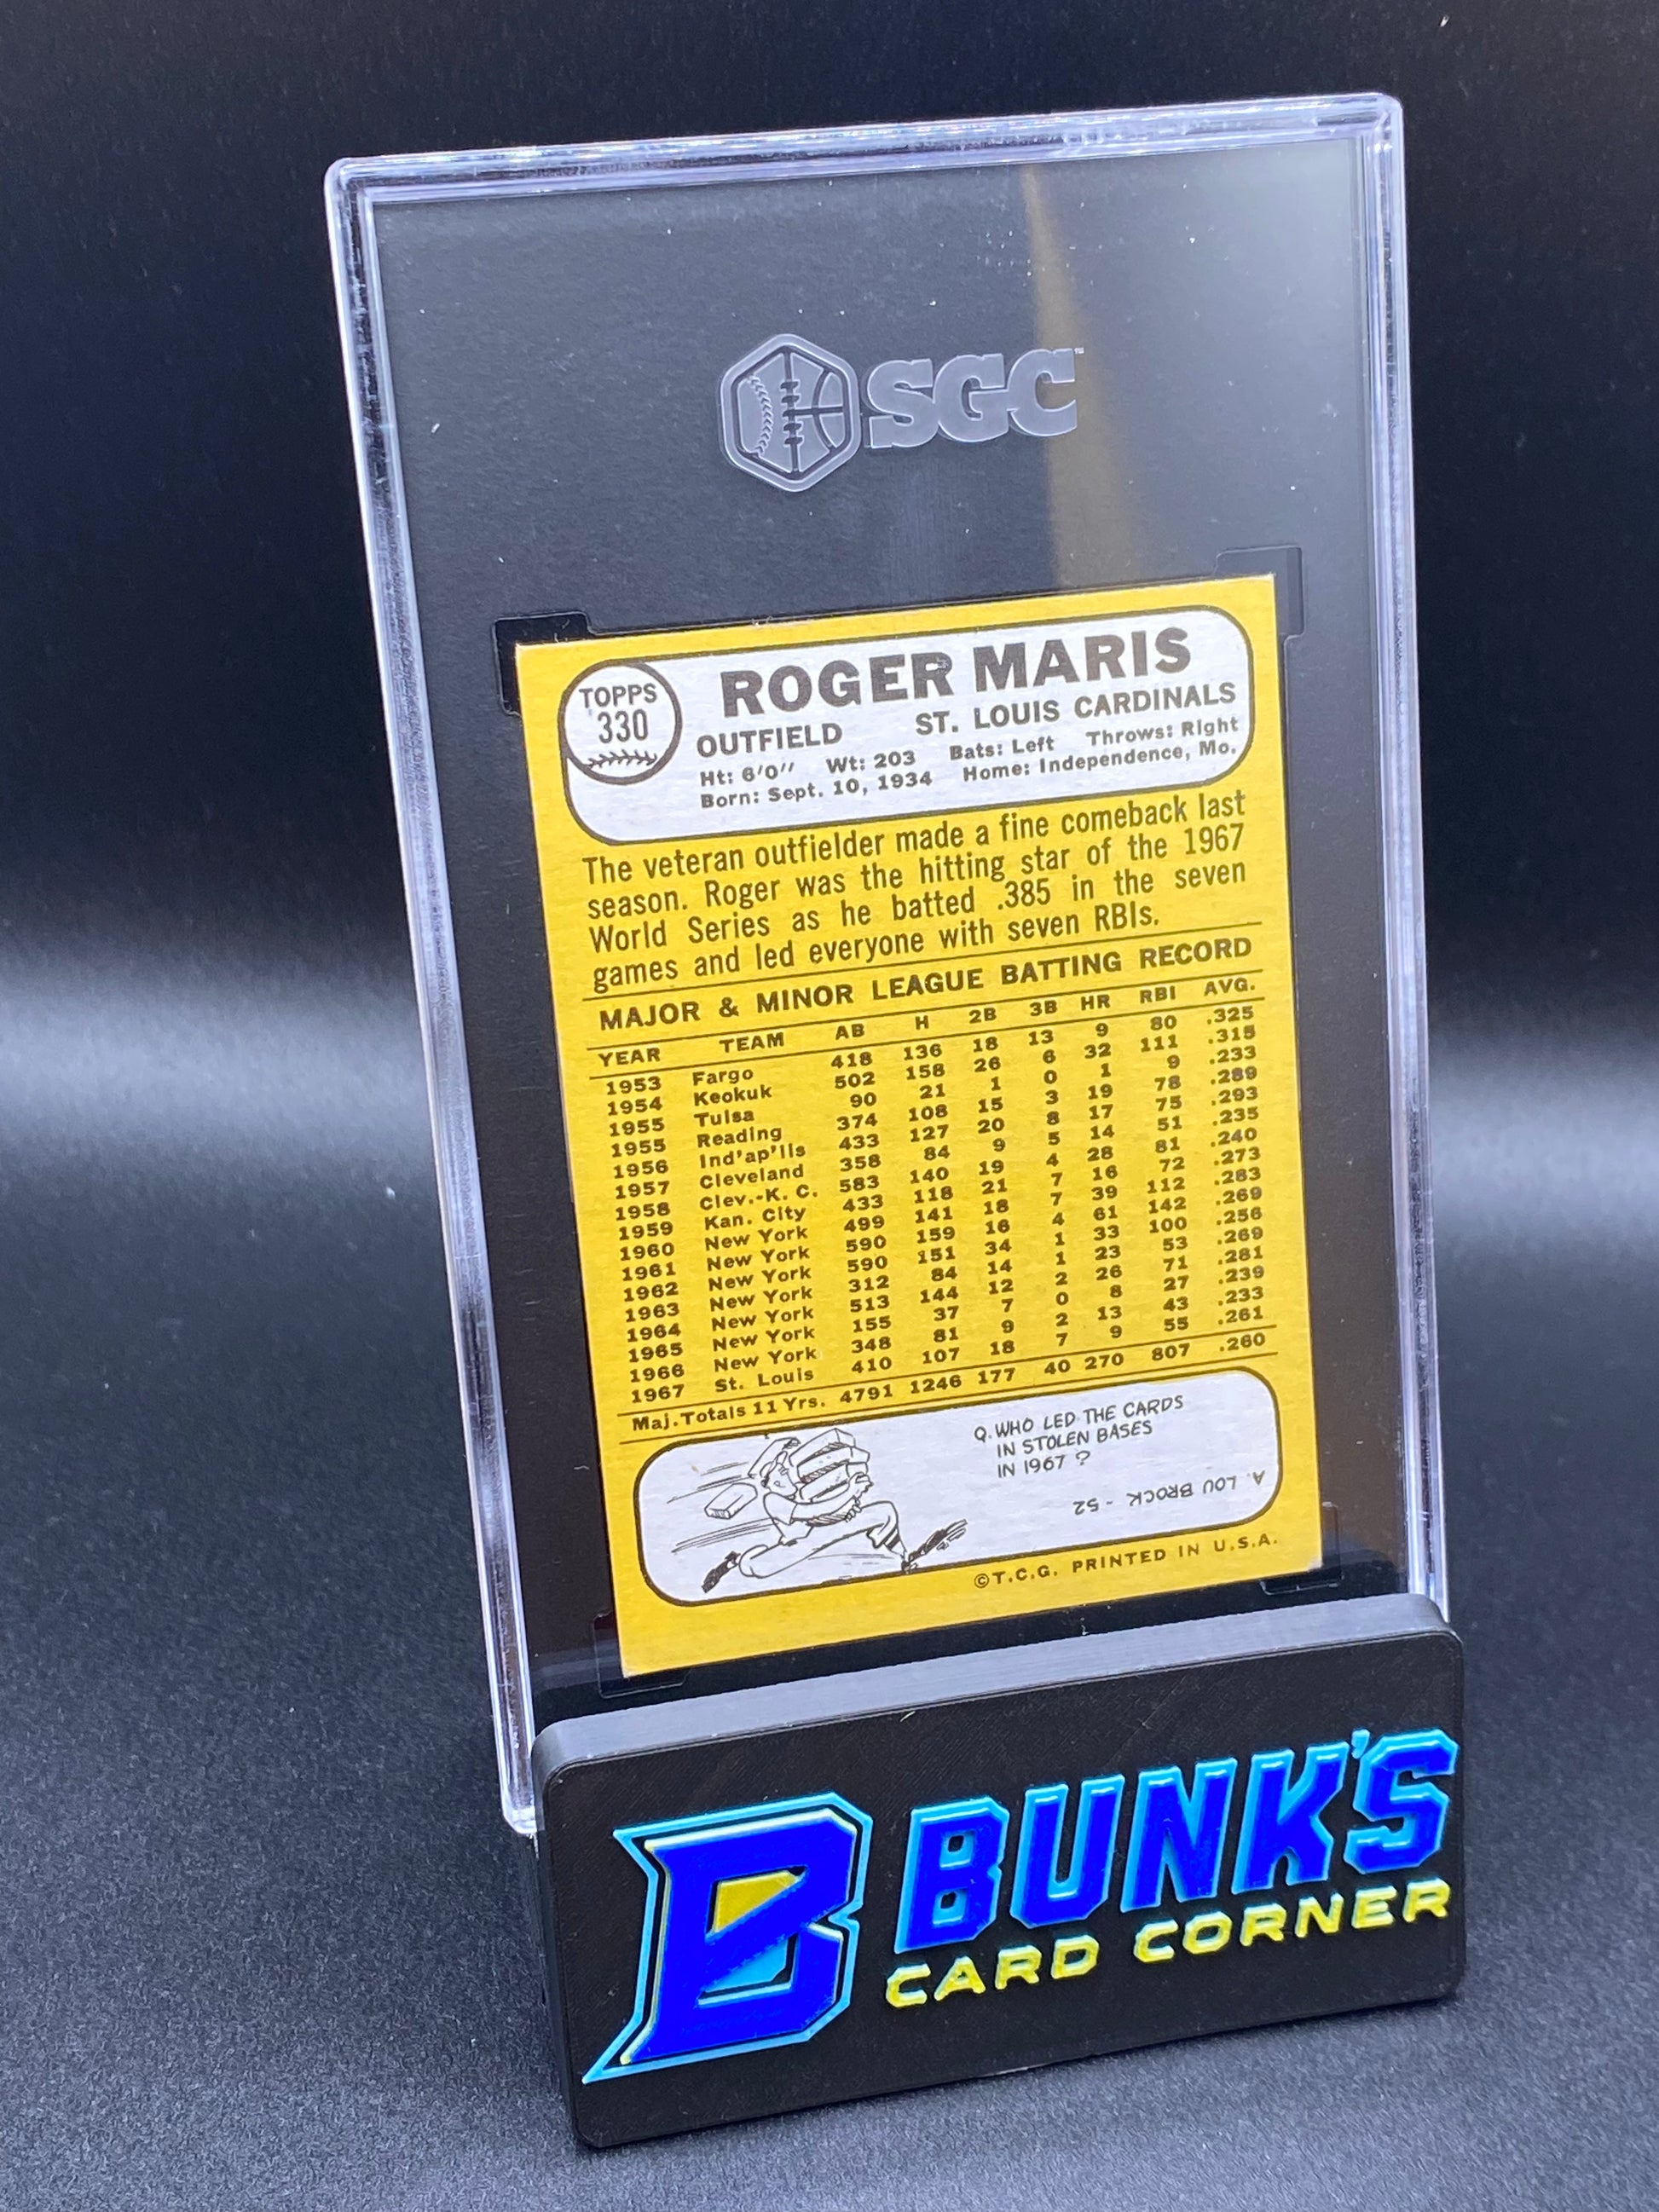 SGC
TOPPS
330
ROGER MARIS
OUTFIELD ST. LOUIS CARDINALS
Ht: 6'0" Wt: 203 Bats: Left Throws: Right
Born: Sept. 10, 1934 Home: Independence, Mo.
The veteran outfielder made a fine comeback last
season. Roger was the hitting star of the 1967
World Series as he batted .385 in the seven
games and led everyone with seven RBIs.
MAJOR & MINOR LEAGUE BATTING RECORD
YEAR TEAM AB H 2B 3B HR RBI AVG.
1953 Fargo 418 136 18 13 9 80 .325
1954 Keokuk 502 158 26 6 32 111 .315
1955 Tulsa 90 21 1 0 1 9 .233
1955 Reading 374 108 15 3 19 78 .289
1956 Ind'ap'lis 433 127 20 8 17 75 .293
1957 Cleveland 358 84 9 5 14 51 .235
1958 Clev.-K. C. 583 140 19 4 28 81 .240
1959 Kan. City 433 118 21 7 16 72 .273
1960 New York 499 141 18 7 39 112 .283
1961 New York 590 159 16 4 61 142 .269
1962 New York 590 151 34 1 33 100 .256
1963 New York 312 84 14 1 23 53 .269
1964 New York 513 144 12 2 26 71 .281
1965 New York 155 37 7 0 8 27 .239
1966 New York 348 81 9 2 13 43 .233
1967 St. Louis 410 107 18 7 9 55 .261
Maj. Totals 11 Yrs. 4791 1246 177 40 270 807 .260
Q. WHO LED THE CARDS
IN STOLEN BASES
IN 1967 ?
A. LOU BROCK - 52
©T.C.G. PRINTED IN U.S.A.
B BUNK'S
CARD CORNER